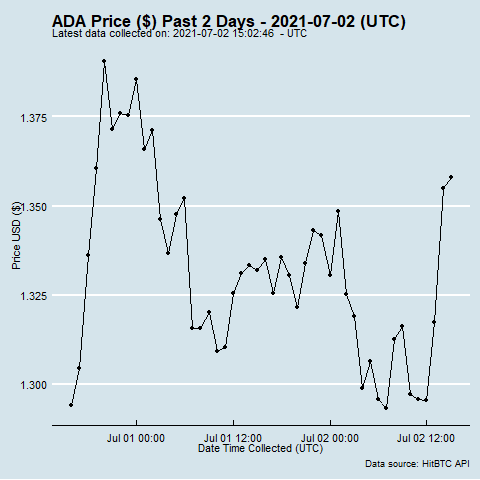 ADA Price ($) Past 2 Days - 2021-07-02 (UTC)
Latest data collected on: 2021-07-02 15:02:46  - UTC
1.375
1.350
1.325
1.300
Price USD ($)
Jul 01 00:00 Jul 01 12:00 Jul 02 00:00 Jul 02 12:00
Date Time Collected (UTC)
Data source: HitBTC API